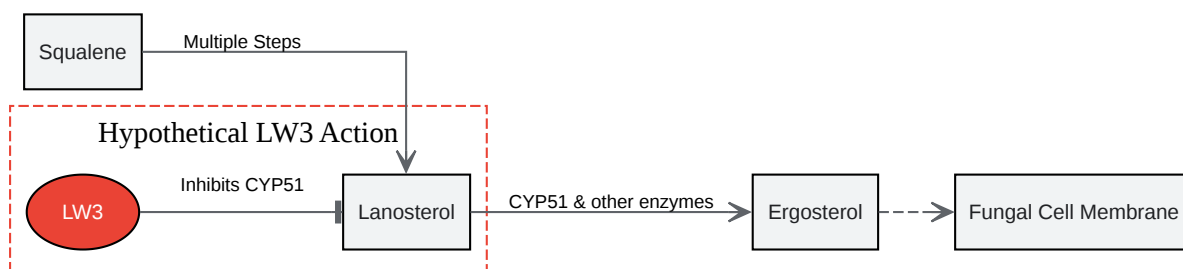 Squalene
Multiple Steps
Hypothetical LW3 Action
LW3
Inhibits CYP51
Lanosterol
CYP51 & other enzymes
Ergosterol
Fungal Cell Membrane